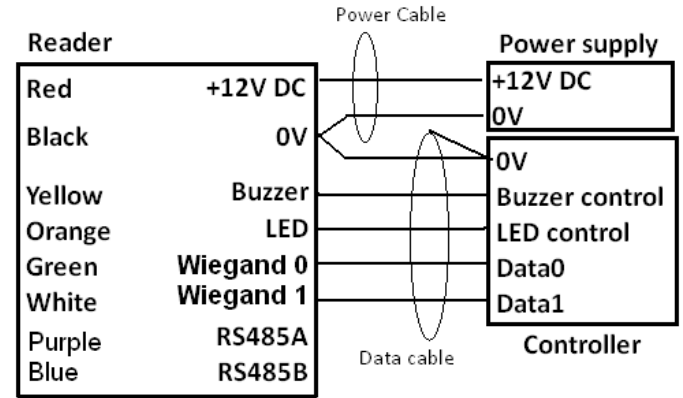 Power Cable
Reader
Power supply
Red +12V DC
+12V DC
0V
Black 0V
0V
Yellow Buzzer
Buzzer control
Orange LED
LED control
Green Wiegand 0
Data0
White Wiegand 1
Data1
Purple RS485A
Blue RS485B
Data cable
Controller